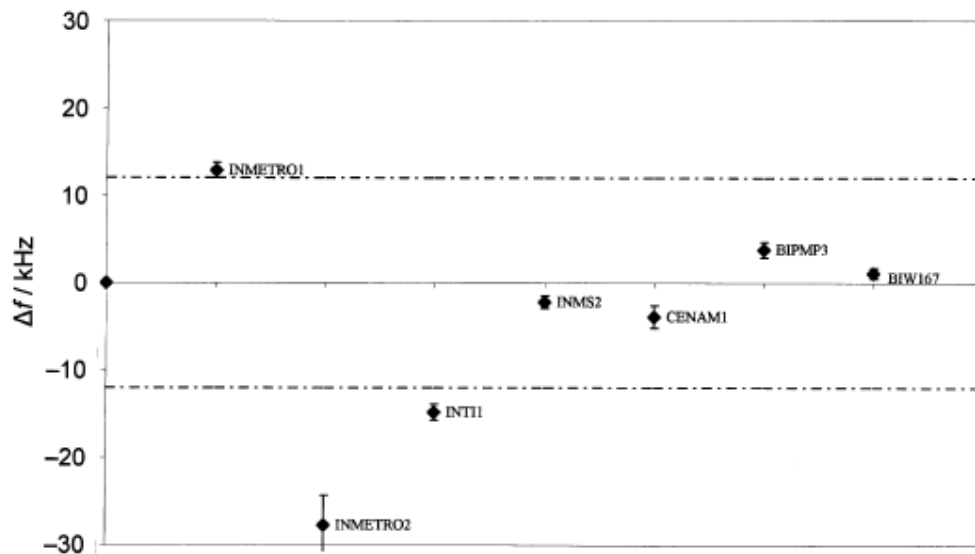 30
20
INMETRO1
10
Δf / kHz
BIPMP3
0
BIW167
INMS2
CENAM1
−10
INTI1
−20
INMETRO2
−30